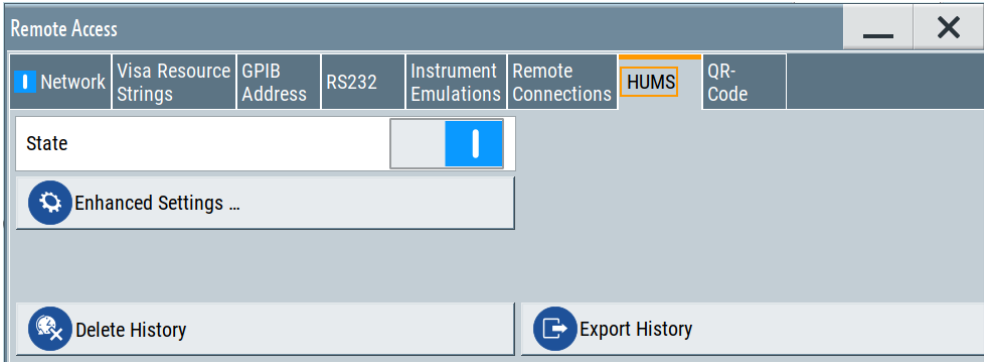 Remote Access
Network
Visa Resource
Strings
GPIB
Address
RS232
Instrument
Emulations
Remote
Connections
HUMS
QR-
Code
State
Enhanced Settings ...
Delete History
Export History